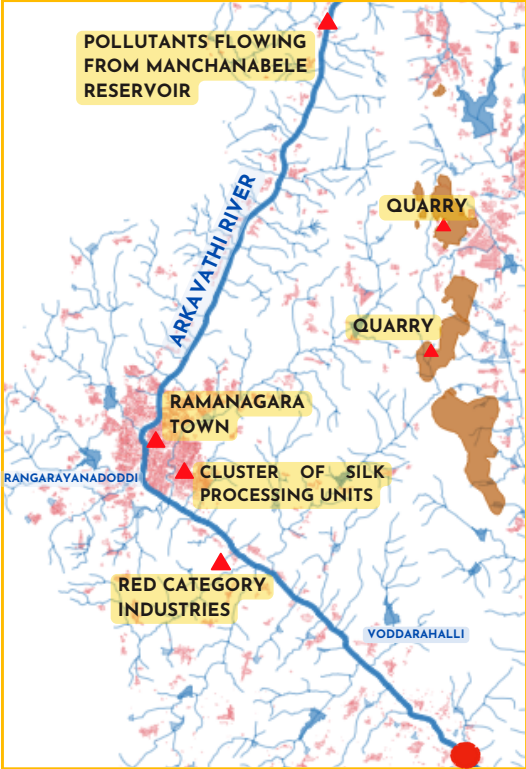 POLLUTANTS FLOWING
FROM MANCHANABELE
RESERVOIR
ARKAVATHI RIVER
QUARRY
QUARRY
RAMANAGARA
TOWN
CLUSTER OF SILK
PROCESSING UNITS
RANGARAYANADODDI
RED CATEGORY
INDUSTRIES
VODDARAHALLI